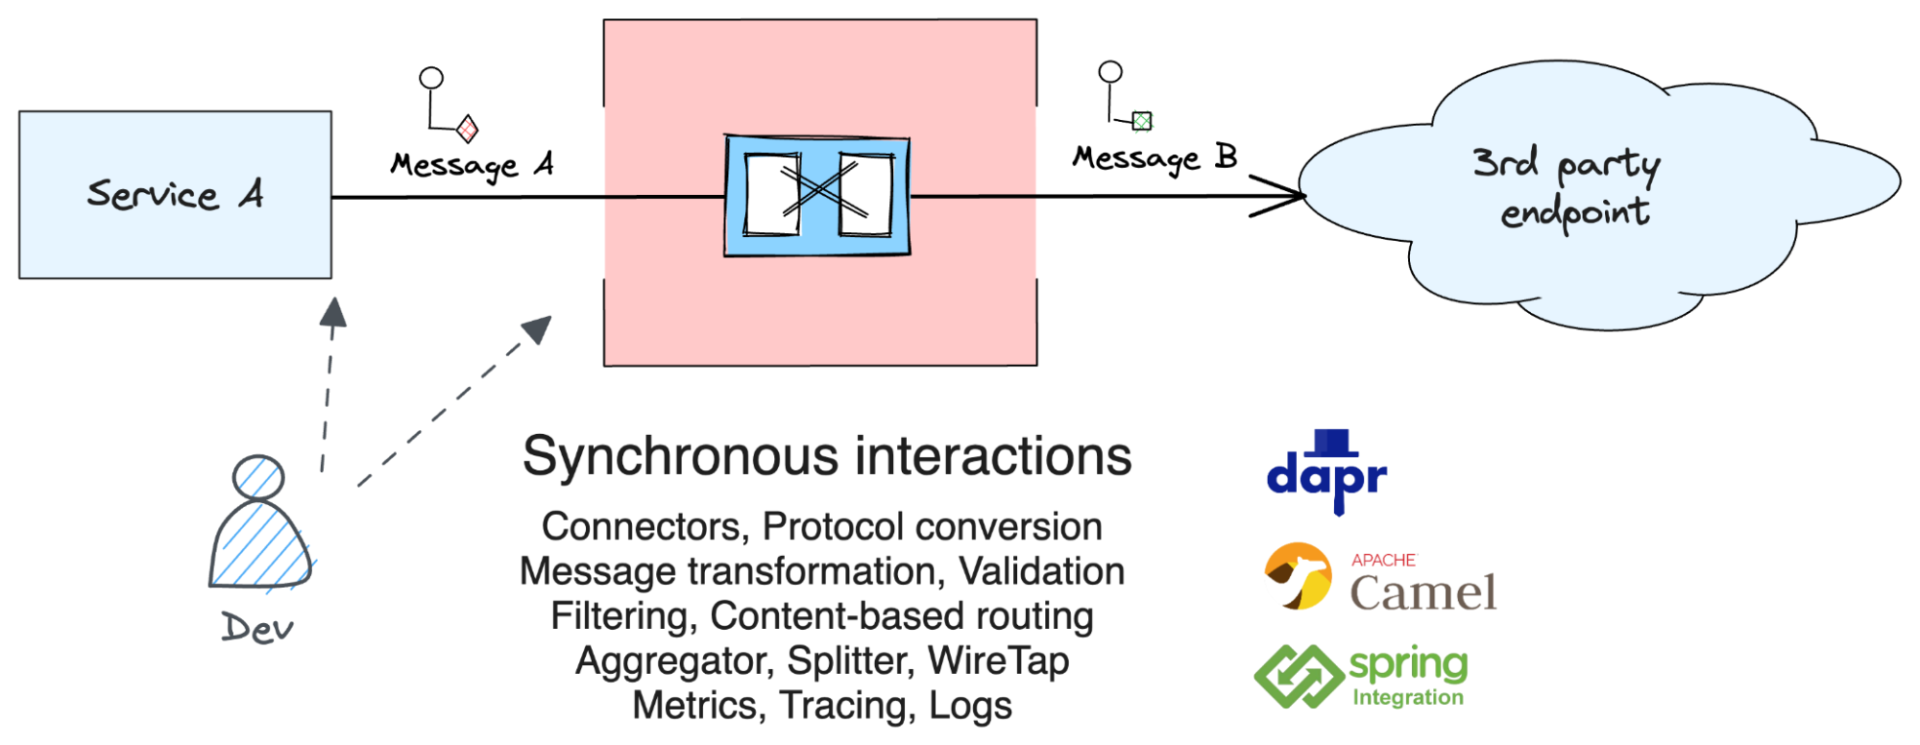 Message A
Message B
Service A
3rd party
endpoint
Dev
Synchronous interactions
Connectors, Protocol conversion
Message transformation, Validation
Filtering, Content-based routing
Aggregator, Splitter, WireTap
Metrics, Tracing, Logs
dapr
APACHE
Camel
spring
Integration